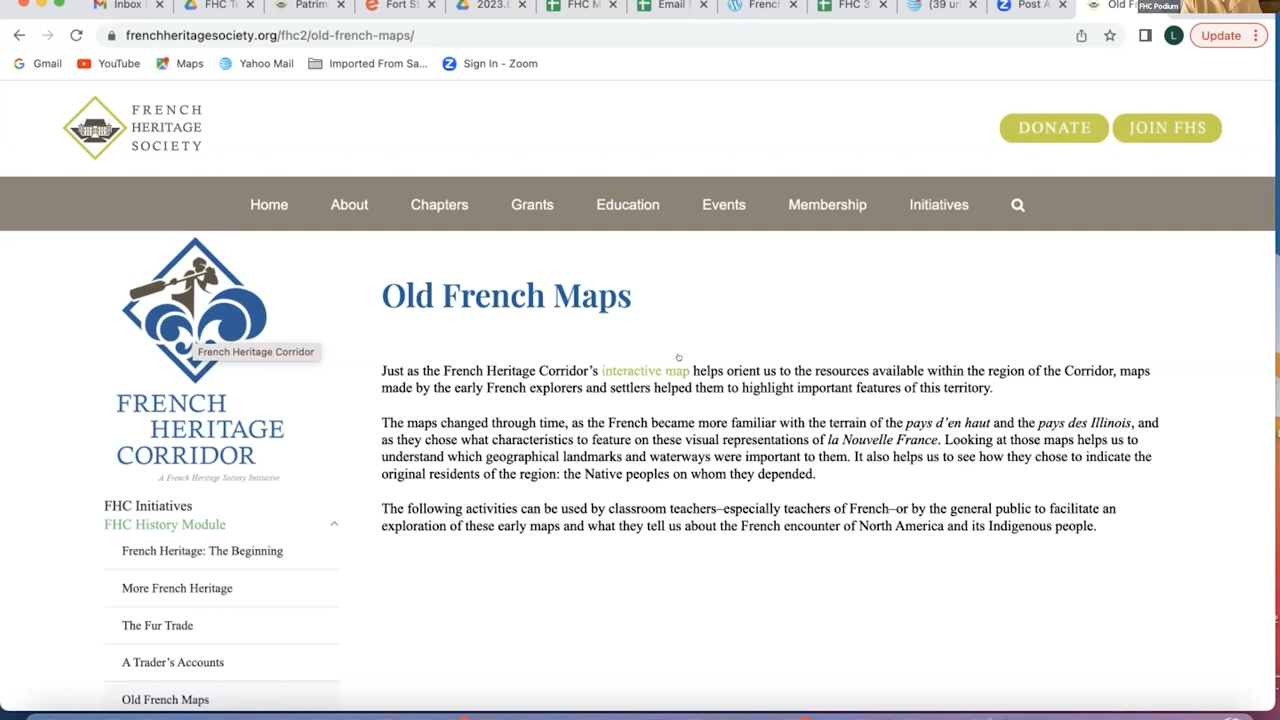 Inbox
FHC T
Patrim
Fort St
2023.
FHC M
Email
French
FHC 3
(39 un
Post A
Old F
FHC Podium
frenchheritagesociety.org/fhc2/old-french-maps/
L
Update
Gmail
YouTube
Maps
Yahoo Mail
Imported From Sa...
Sign In - Zoom
FRENCH
HERITAGE
SOCIETY
DONATE
JOIN FHS
Home
About
Chapters
Grants
Education
Events
Membership
Initiatives
French Heritage Corridor
FRENCH
HERITAGE
CORRIDOR
A French Heritage Society Initiative
FHC Initiatives
FHC History Module
French Heritage: The Beginning
More French Heritage
The Fur Trade
A Trader's Accounts
Old French Maps
Old French Maps
Just as the French Heritage Corridor's interactive map helps orient us to the resources available within the region of the Corridor, maps
made by the early French explorers and settlers helped them to highlight important features of this territory.
The maps changed through time, as the French became more familiar with the terrain of the pays d'en haut and the pays des Illinois, and
as they chose what characteristics to feature on these visual representations of la Nouvelle France. Looking at those maps helps us to
understand which geographical landmarks and waterways were important to them. It also helps us to see how they chose to indicate the
original residents of the region: the Native peoples on whom they depended.
The following activities can be used by classroom teachers–especially teachers of French–or by the general public to facilitate an
exploration of these early maps and what they tell us about the French encounter of North America and its Indigenous people.